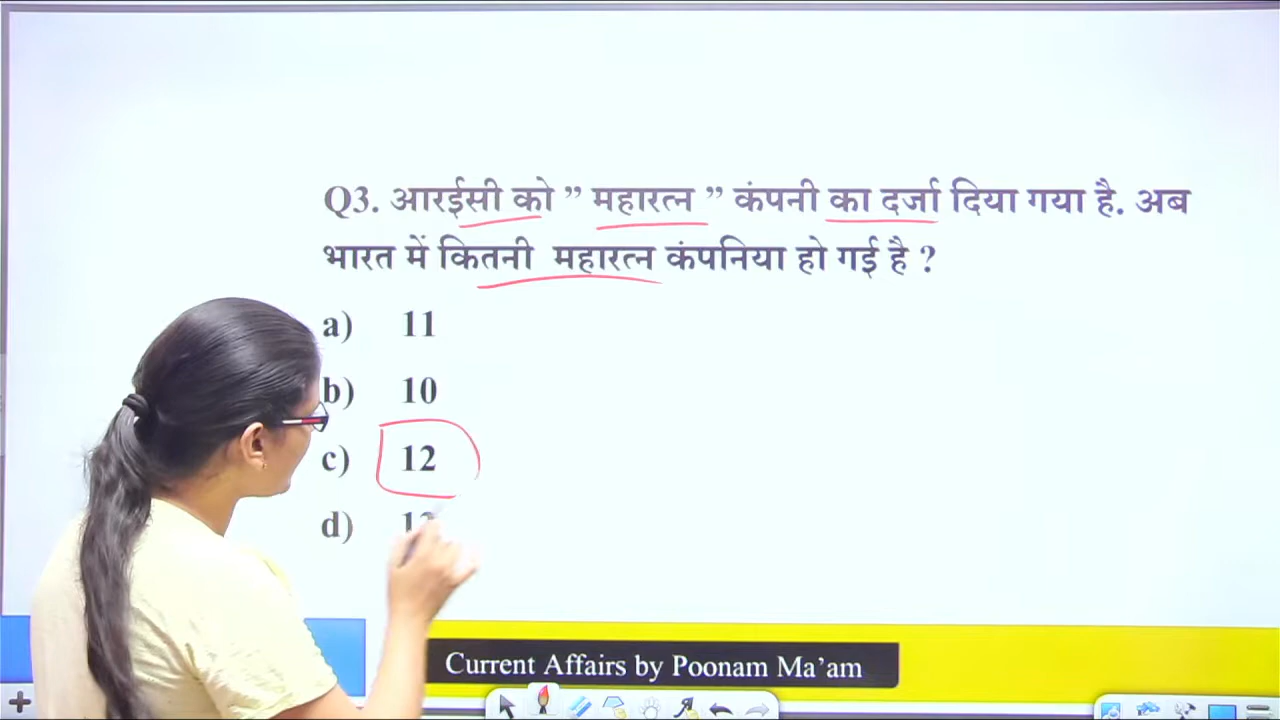 Q3. आरईसी को ” महारत्न ” कंपनी का दर्जा दिया गया है. अब
भारत में कितनी महारत्न कंपनिया हो गई है ?
a) 11
b) 10
c) 12
d)
Current Affairs by Poonam Ma’am